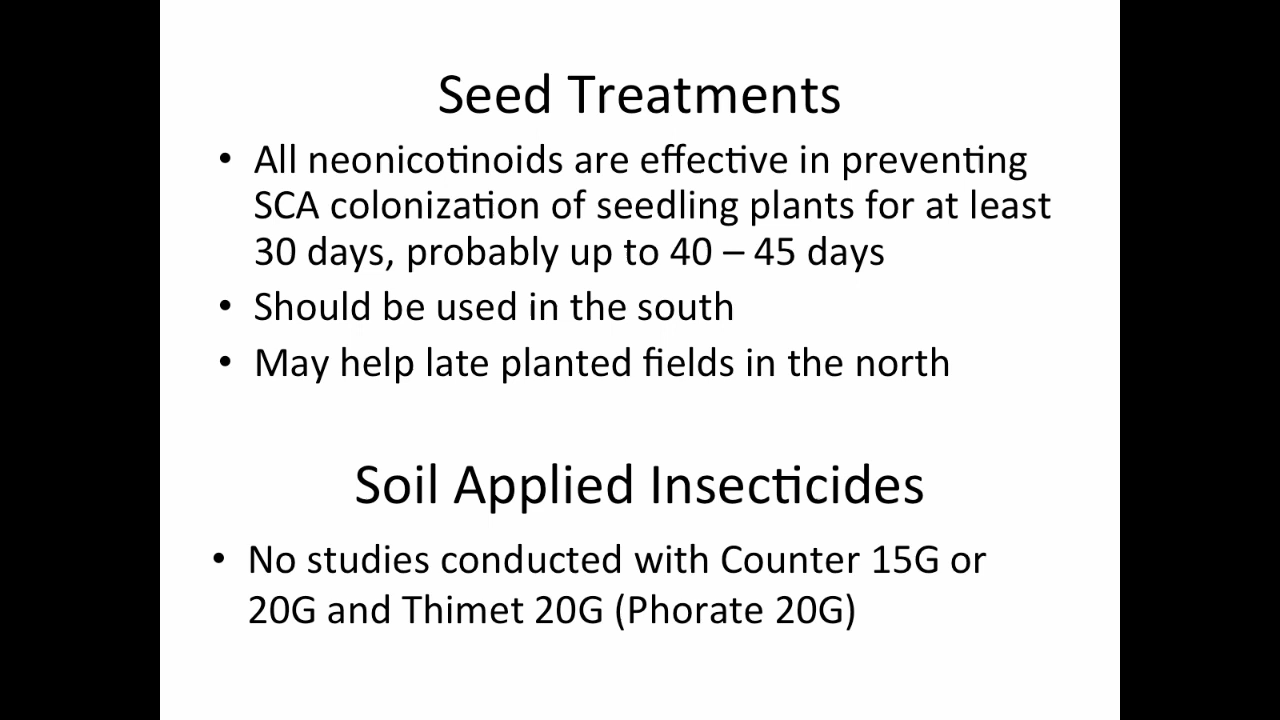 Seed Treatments
• All neonicotinoids are effective in preventing
SCA colonization of seedling plants for at least
30 days, probably up to 40 – 45 days
• Should be used in the south
• May help late planted fields in the north
Soil Applied Insecticides
• No studies conducted with Counter 15G or
20G and Thimet 20G (Phorate 20G)